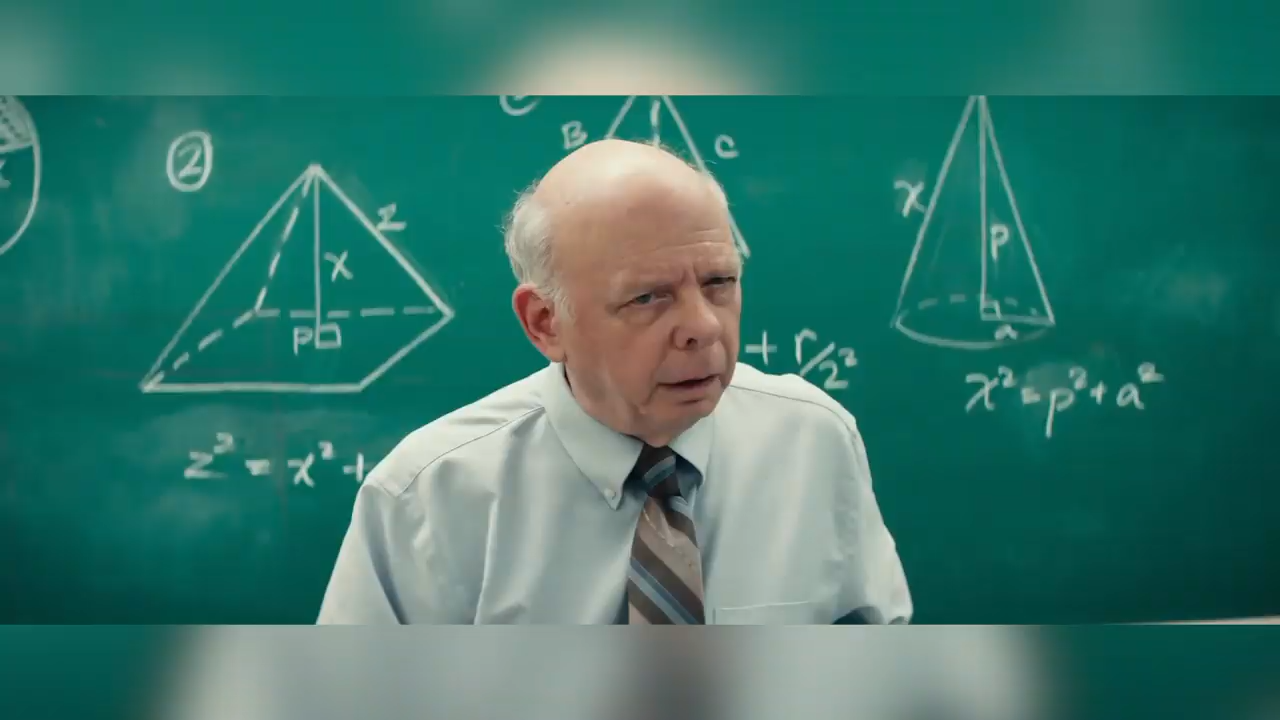 2
B
C
x
z
x
p
p
a
+ r/2²
x² = p² + a²
z² = x² +